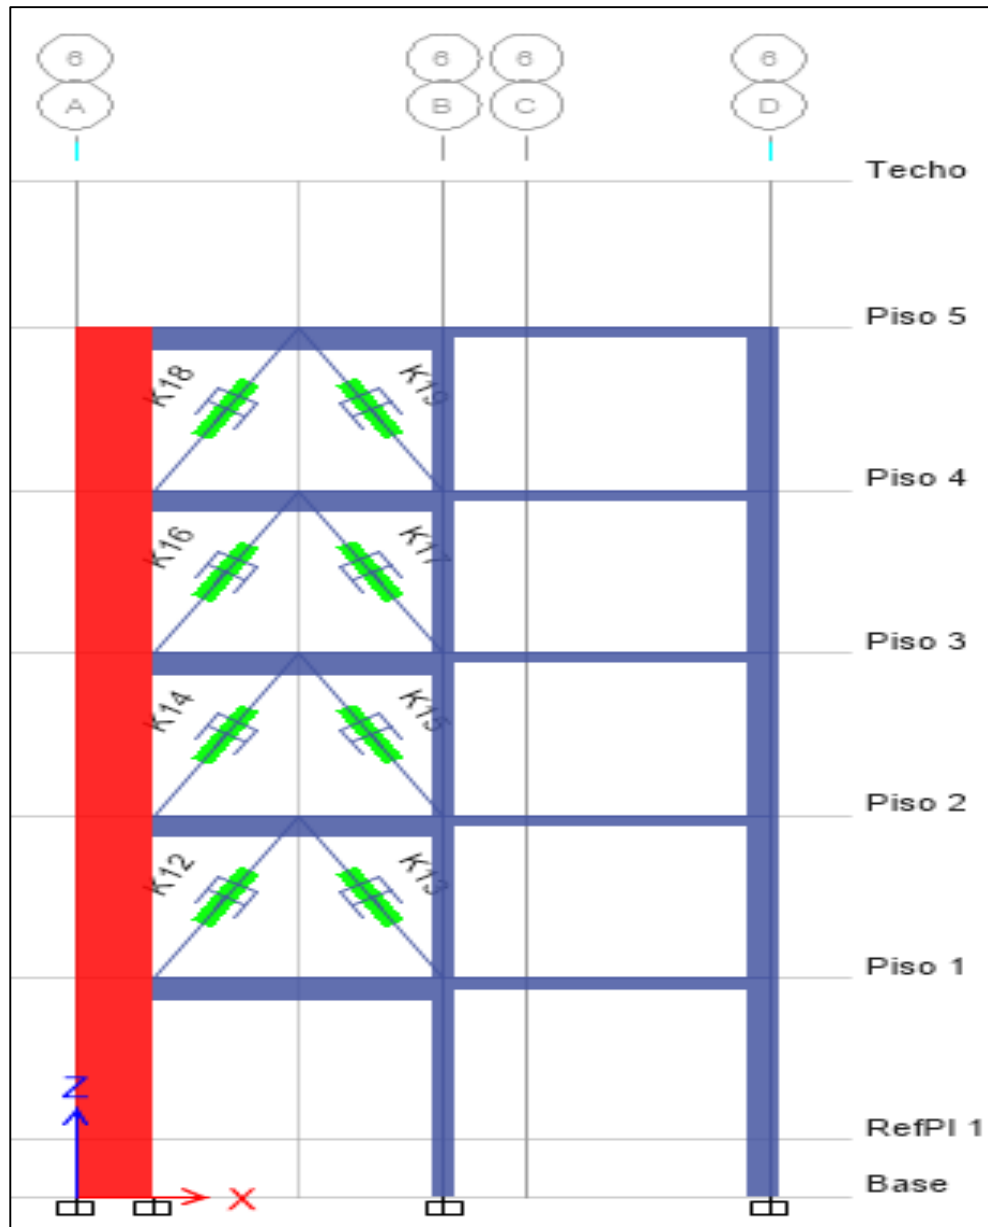 6 6 6 6
A B C D
Techo
Piso 5
K18 K19
Piso 4
K16 K17
Piso 3
K14 K15
Piso 2
K12 K13
Piso 1
Z
RefPl 1
Base
X